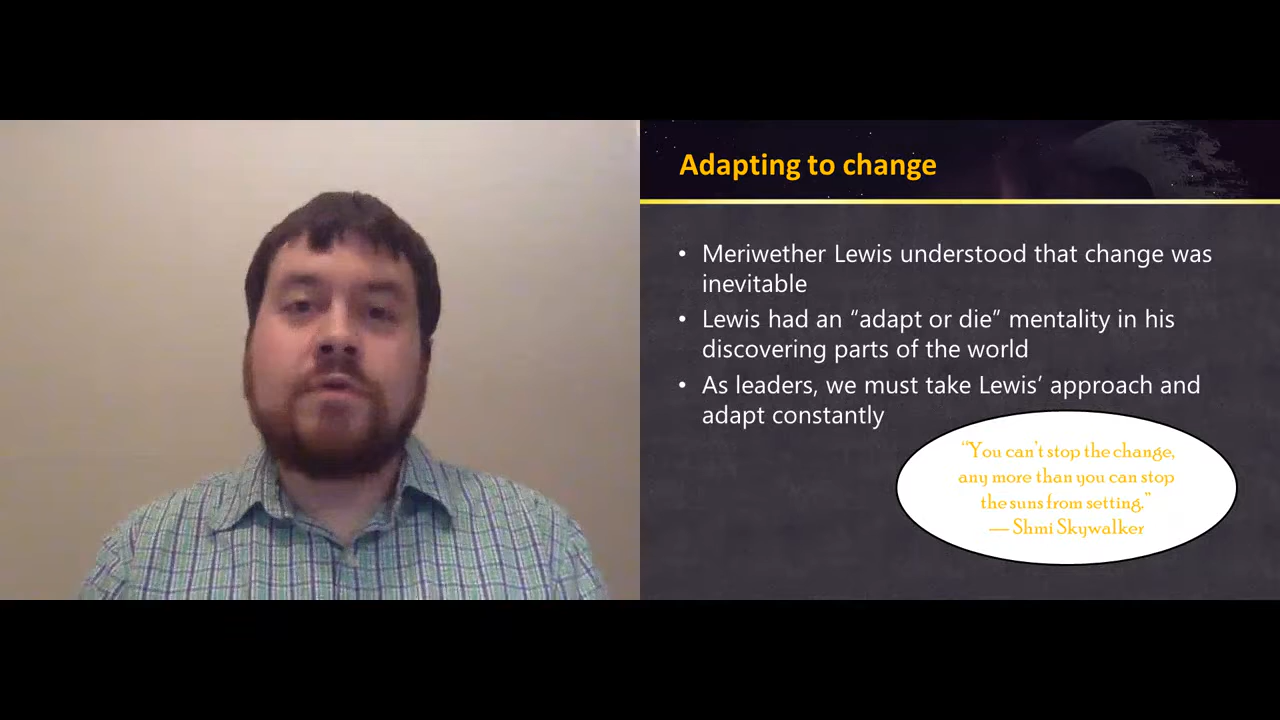 Adapting to change
• Meriwether Lewis understood that change was
inevitable
• Lewis had an “adapt or die” mentality in his
discovering parts of the world
• As leaders, we must take Lewis’ approach and
adapt constantly
“You can’t stop the change,
any more than you can stop
the suns from setting.”
— Shmi Skywalker